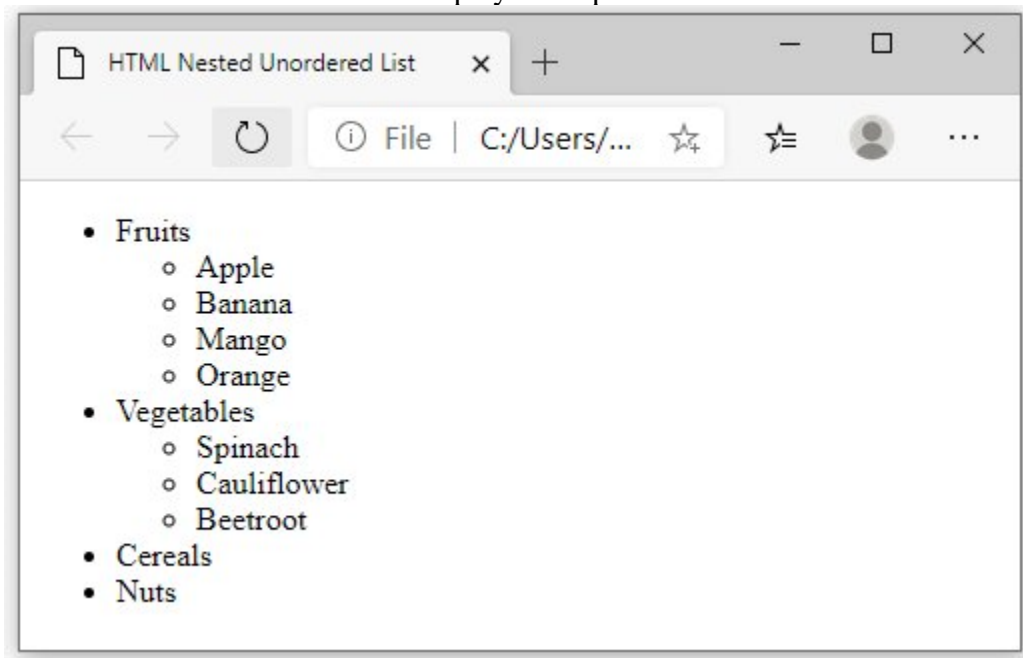 HTML Nested Unordered List
File | C:/Users/...
• Fruits
◦ Apple
◦ Banana
◦ Mango
◦ Orange
• Vegetables
◦ Spinach
◦ Cauliflower
◦ Beetroot
• Cereals
• Nuts